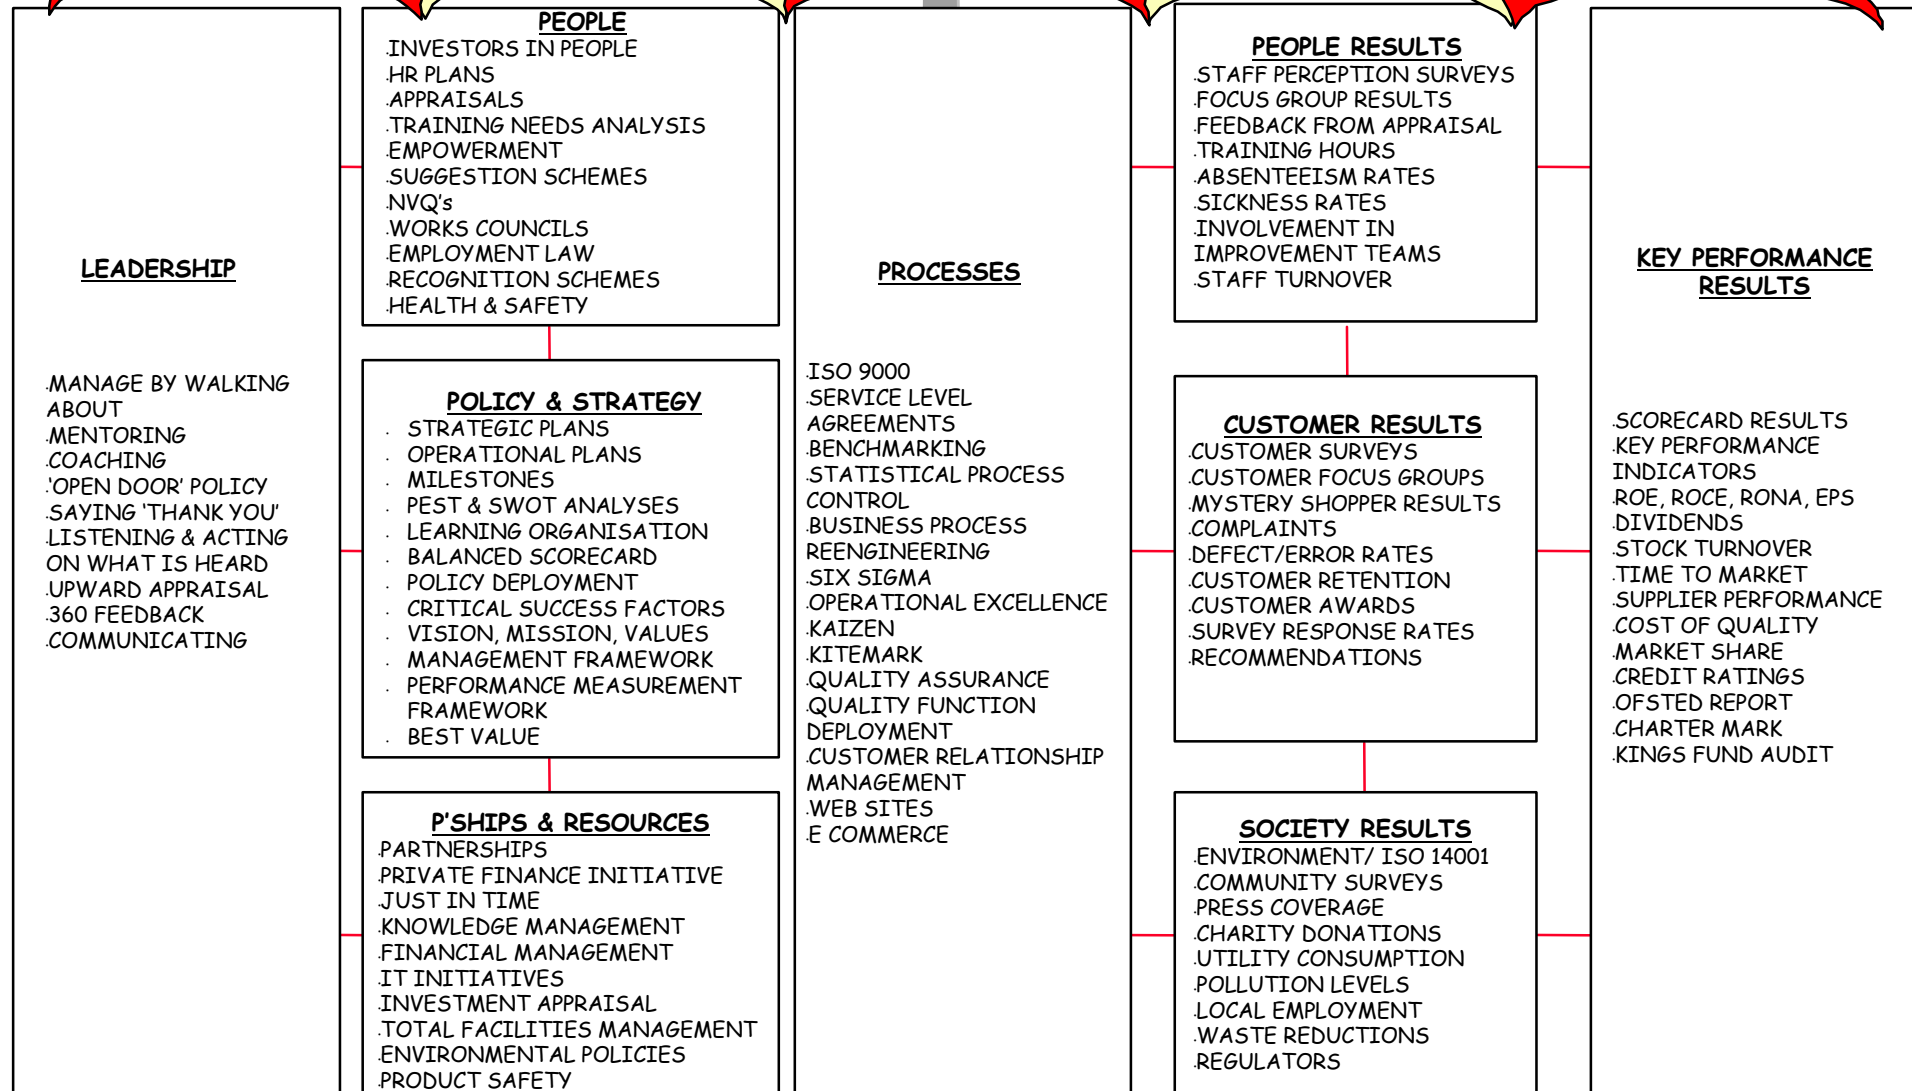 LEADERSHIP
.MANAGE BY WALKING
ABOUT
.MENTORING
.COACHING
.‘OPEN DOOR’ POLICY
.SAYING ‘THANK YOU’
.LISTENING & ACTING
ON WHAT IS HEARD
.UPWARD APPRAISAL
.360 FEEDBACK
.COMMUNICATING
PEOPLE
.INVESTORS IN PEOPLE
.HR PLANS
.APPRAISALS
.TRAINING NEEDS ANALYSIS
.EMPOWERMENT
.SUGGESTION SCHEMES
.NVQ’s
.WORKS COUNCILS
.EMPLOYMENT LAW
.RECOGNITION SCHEMES
.HEALTH & SAFETY
POLICY & STRATEGY
. STRATEGIC PLANS
. OPERATIONAL PLANS
. MILESTONES
. PEST & SWOT ANALYSES
. LEARNING ORGANISATION
. BALANCED SCORECARD
. POLICY DEPLOYMENT
. CRITICAL SUCCESS FACTORS
. VISION, MISSION, VALUES
. MANAGEMENT FRAMEWORK
. PERFORMANCE MEASUREMENT
FRAMEWORK
. BEST VALUE
P’SHIPS & RESOURCES
.PARTNERSHIPS
.PRIVATE FINANCE INITIATIVE
.JUST IN TIME
.KNOWLEDGE MANAGEMENT
.FINANCIAL MANAGEMENT
.IT INITIATIVES
.INVESTMENT APPRAISAL
.TOTAL FACILITIES MANAGEMENT
.ENVIRONMENTAL POLICIES
.PRODUCT SAFETY
PROCESSES
.ISO 9000
.SERVICE LEVEL
AGREEMENTS
.BENCHMARKING
.STATISTICAL PROCESS
CONTROL
.BUSINESS PROCESS
REENGINEERING
.SIX SIGMA
.OPERATIONAL EXCELLENCE
.KAIZEN
.KITEMARK
.QUALITY ASSURANCE
.QUALITY FUNCTION
DEPLOYMENT
.CUSTOMER RELATIONSHIP
MANAGEMENT
.WEB SITES
.E COMMERCE
PEOPLE RESULTS
.STAFF PERCEPTION SURVEYS
.FOCUS GROUP RESULTS
.FEEDBACK FROM APPRAISAL
.TRAINING HOURS
.ABSENTEEISM RATES
.SICKNESS RATES
.INVOLVEMENT IN
IMPROVEMENT TEAMS
.STAFF TURNOVER
CUSTOMER RESULTS
.CUSTOMER SURVEYS
.CUSTOMER FOCUS GROUPS
.MYSTERY SHOPPER RESULTS
.COMPLAINTS
.DEFECT/ERROR RATES
.CUSTOMER RETENTION
.CUSTOMER AWARDS
.SURVEY RESPONSE RATES
.RECOMMENDATIONS
SOCIETY RESULTS
.ENVIRONMENT/ ISO 14001
.COMMUNITY SURVEYS
.PRESS COVERAGE
.CHARITY DONATIONS
.UTILITY CONSUMPTION
.POLLUTION LEVELS
.LOCAL EMPLOYMENT
.WASTE REDUCTIONS
.REGULATORS
KEY PERFORMANCE
RESULTS
.SCORECARD RESULTS
.KEY PERFORMANCE
INDICATORS
.ROE, ROCE, RONA, EPS
.DIVIDENDS
.STOCK TURNOVER
.TIME TO MARKET
.SUPPLIER PERFORMANCE
.COST OF QUALITY
.MARKET SHARE
.CREDIT RATINGS
.OFSTED REPORT
.CHARTER MARK
.KINGS FUND AUDIT